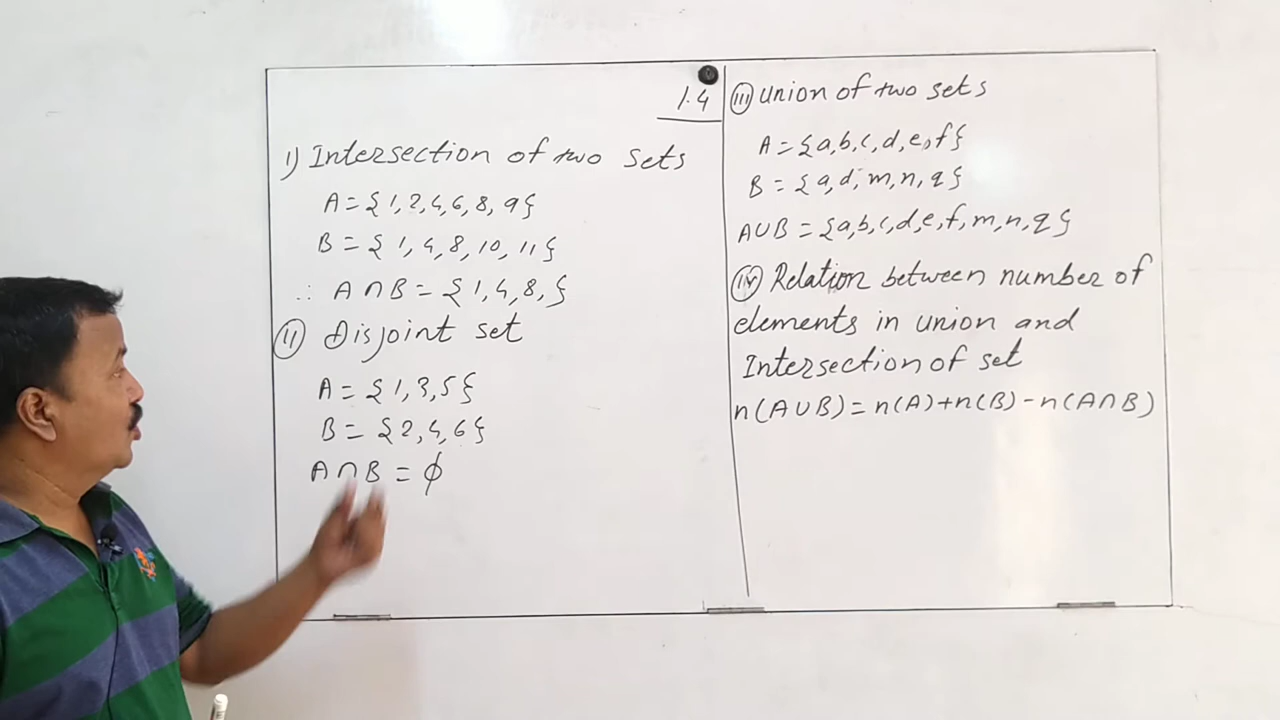 1.4
i) Intersection of two sets
A = {1, 2, 4, 6, 8, 9}
B = {1, 4, 8, 10, 11}
∴ A ∩ B = {1, 4, 8, }
(ii) Disjoint set
A = {1, 3, 5}
B = {2, 4, 6}
A ∩ B = ϕ
(iii) union of two sets
A = {a, b, c, d, e, f}
B = {a, d, m, n, q}
A ∪ B = {a, b, c, d, e, f, m, n, q}
(iv) Relation between number of
elements in union and
Intersection of set
n(A ∪ B) = n(A) + n(B) - n(A ∩ B)